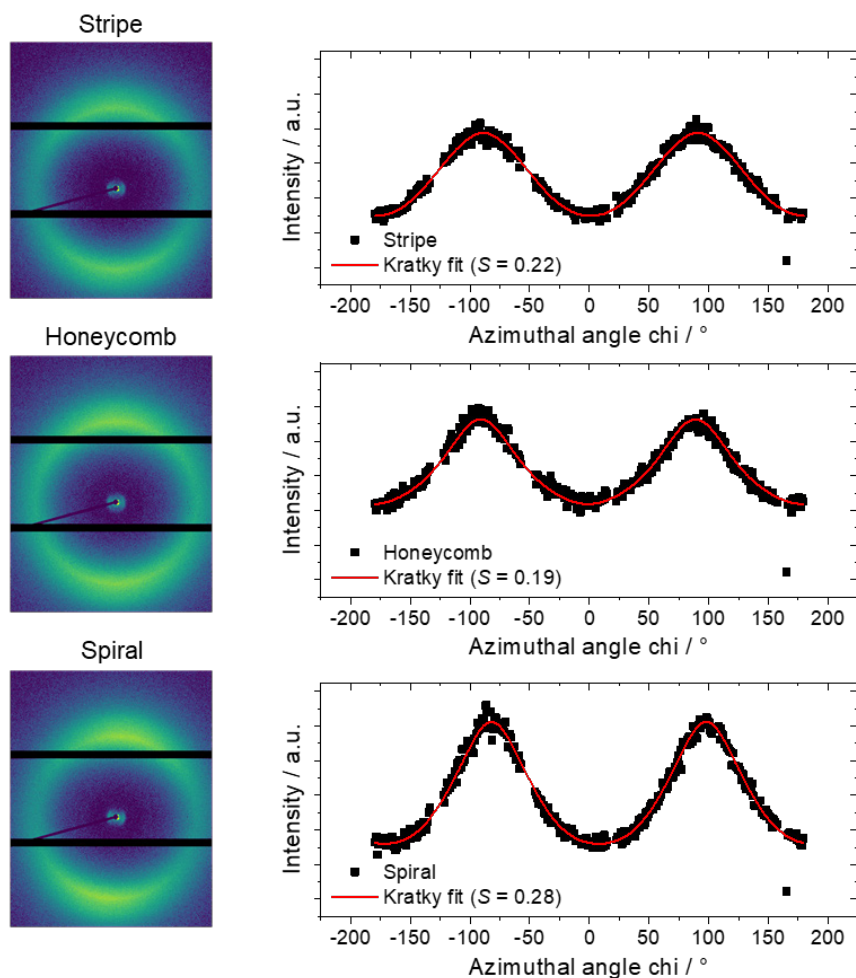 Stripe
Intensity / a.u.
Stripe
Kratky fit (S = 0.22)
-200 -150 -100 -50 0 50 100 150 200
Azimuthal angle chi / °
Honeycomb
Intensity / a.u.
Honeycomb
Kratky fit (S = 0.19)
-200 -150 -100 -50 0 50 100 150 200
Azimuthal angle chi / °
Spiral
Intensity / a.u.
Spiral
Kratky fit (S = 0.28)
-200 -150 -100 -50 0 50 100 150 200
Azimuthal angle chi / °